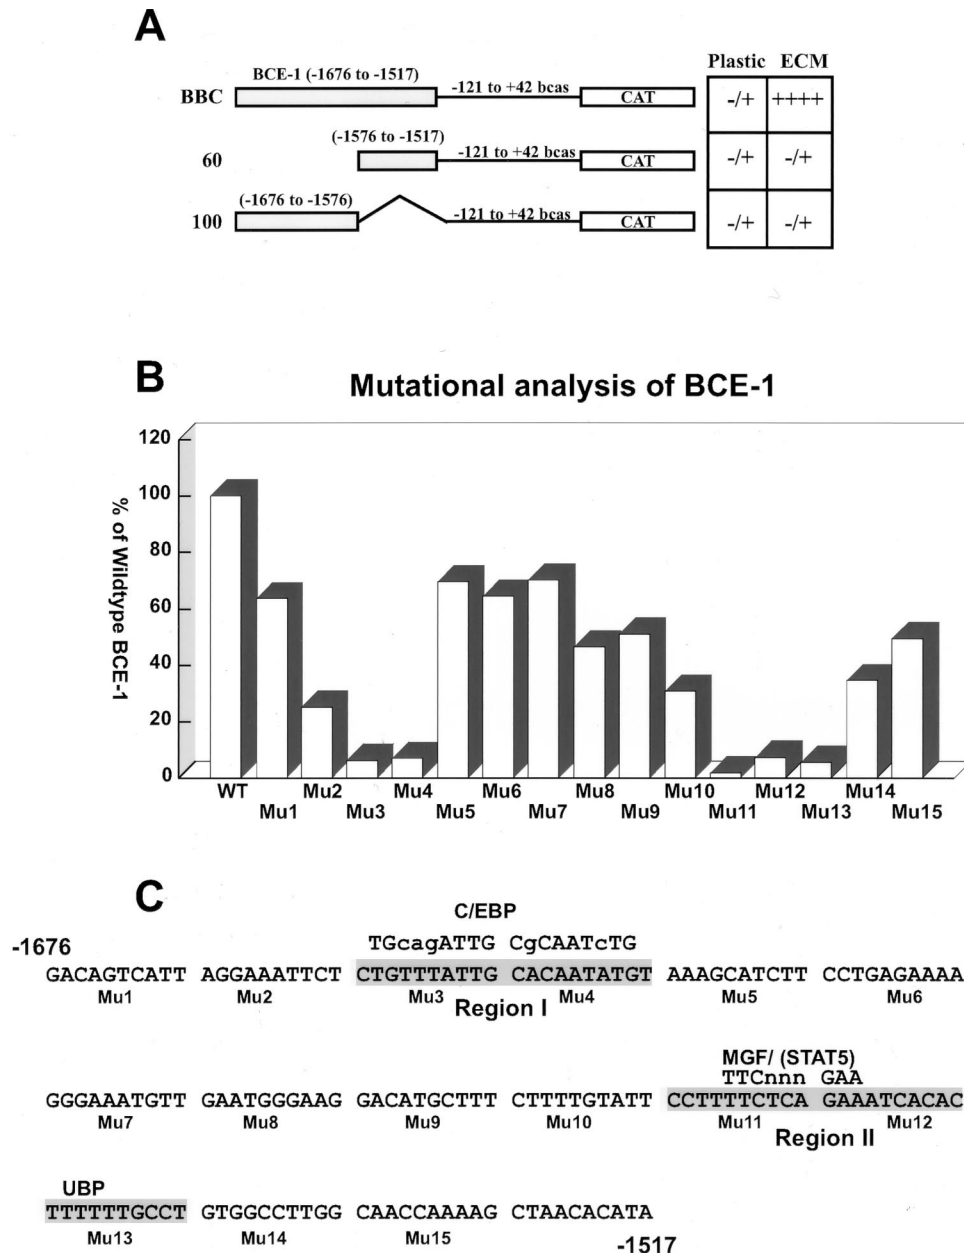 A
Plastic ECM
BCE-1 (-1676 to -1517)
BBC -121 to +42 bcas CAT -/+ ++++
(-1576 to -1517)
60 -121 to +42 bcas CAT -/+ -/+
(-1676 to -1576)
100 -121 to +42 bcas CAT -/+ -/+
B
Mutational analysis of BCE-1
% of Wildtype BCE-1
120
100
80
60
40
20
0
WT Mu2 Mu4 Mu6 Mu8 Mu10 Mu12 Mu14
Mu1 Mu3 Mu5 Mu7 Mu9 Mu11 Mu13 Mu15
C
C/EBP
TGcagATTG CgCAATcTG
-1676
GACAGTCATT AGGAAATTCT CTGTTTATTG CACAATATGT AAAGCATCTT CCTGAGAAAA
Mu1 Mu2 Mu3 Mu4 Mu5 Mu6
Region I
MGF/ (STAT5)
TTCnnn GAA
GGGAAATGTT GAATGGGAAG GACATGCTTT CTTTTGTATT CCTTTTCTCA GAAATCACAC
Mu7 Mu8 Mu9 Mu10 Mu11 Mu12
Region II
UBP
TTTTTTGCCT GTGGCCTTGG CAACCAAAAG CTAACACATA
Mu13 Mu14 Mu15 -1517